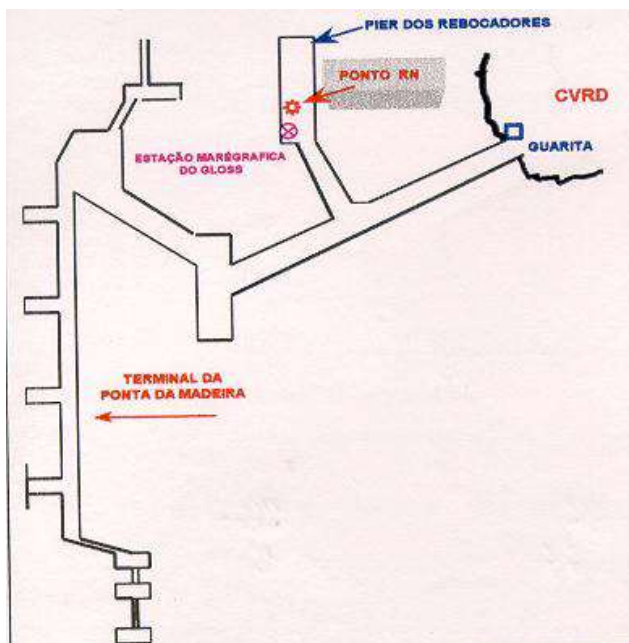 PIER DOS REBOCADORES
PONTO RN
CVRD
GUARITA
ESTAÇÃO MARÉGRAFICA
DO GLOSS
TERMINAL DA
PONTA DA MADEIRA